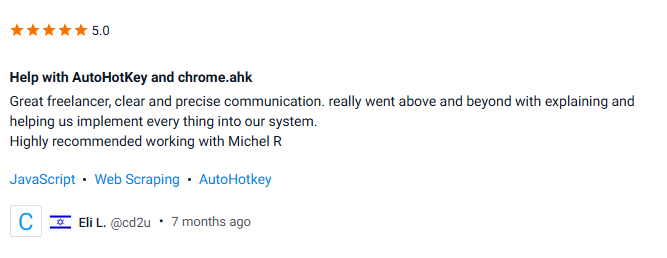 5.0
Help with AutoHotKey and chrome.ahk
Great freelancer, clear and precise communication. really went above and beyond with explaining and
helping us implement every thing into our system.
Highly recommended working with Michel R
JavaScript • Web Scraping • AutoHotkey
C Eli L. @cd2u • 7 months ago